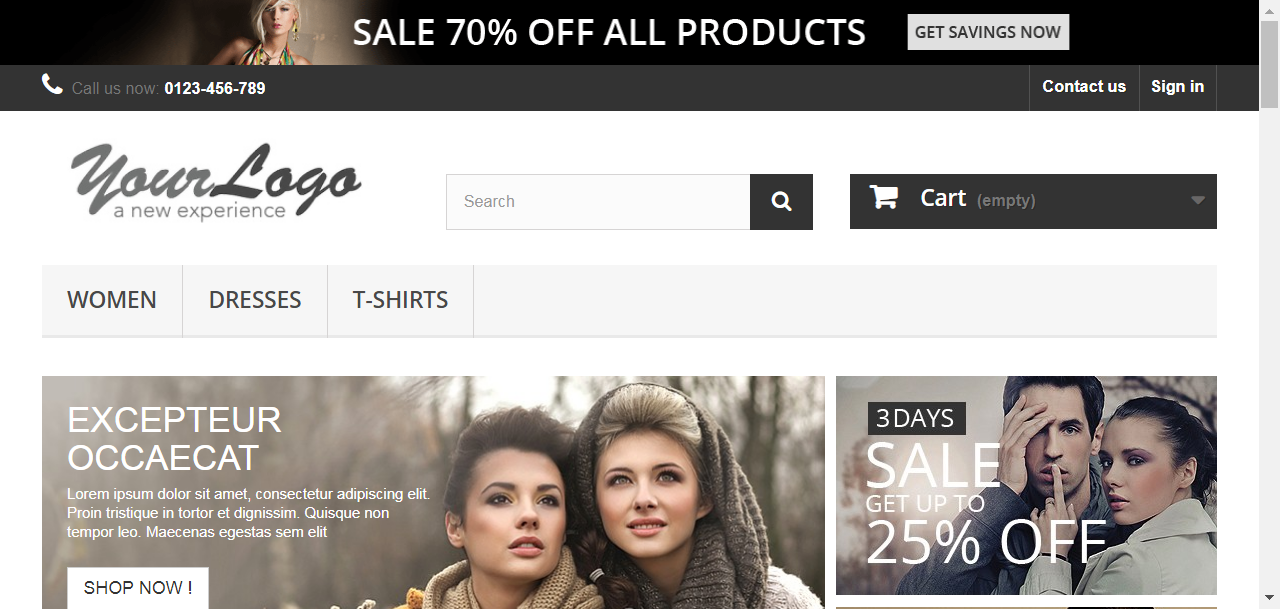 SALE 70% OFF ALL PRODUCTS
GET SAVINGS NOW
Call us now: 0123-456-789
Contact us
Sign in
YourLogo
a new experience
Search
Cart (empty)
WOMEN
DRESSES
T-SHIRTS
EXCEPTEUR
OCCAECAT
Lorem ipsum dolor sit amet, consectetur adipiscing elit.
Proin tristique in tortor et dignissim. Quisque non
tempor leo. Maecenas egestas sem elit
SHOP NOW !
3 DAYS
SALE
GET UP TO
25% OFF